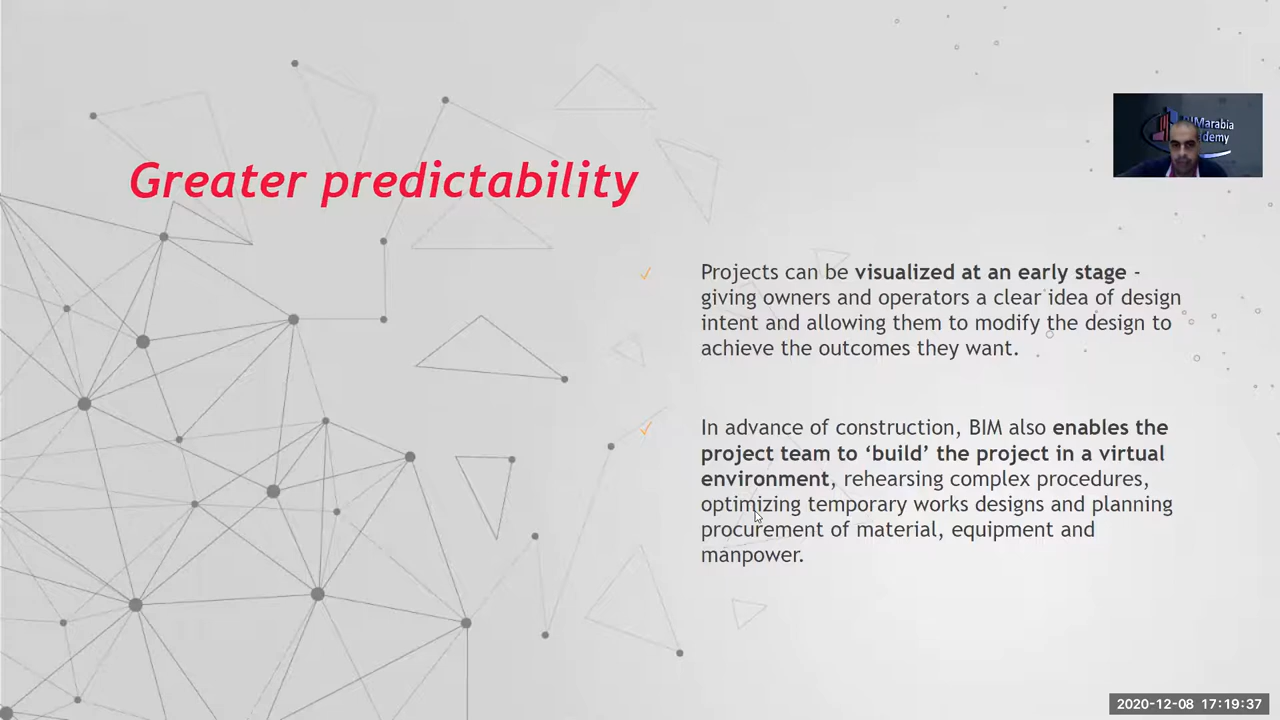 Greater predictability
✓ Projects can be visualized at an early stage -
giving owners and operators a clear idea of design
intent and allowing them to modify the design to
achieve the outcomes they want.
✓ In advance of construction, BIM also enables the
project team to ‘build’ the project in a virtual
environment, rehearsing complex procedures,
optimizing temporary works designs and planning
procurement of material, equipment and
manpower.
2020-12-08 17:19:37